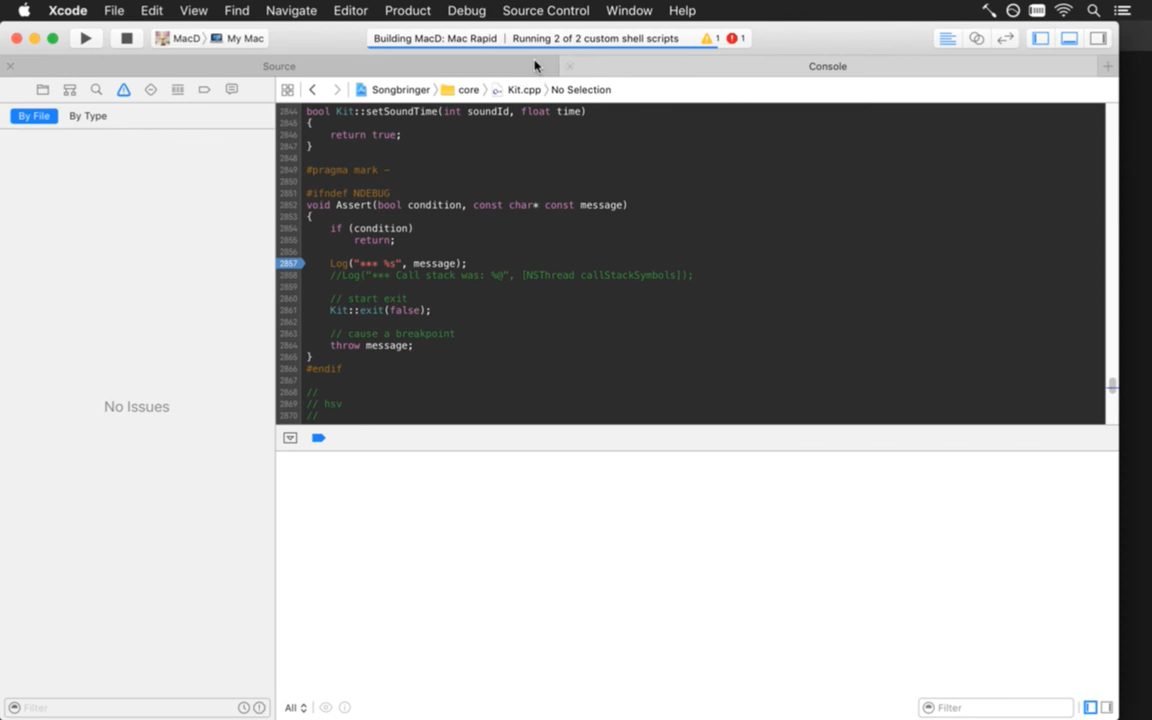 Xcode File Edit View Find Navigate Editor Product Debug Source Control Window Help
MacD My Mac Building MacD: Mac Rapid | Running 2 of 2 custom shell scripts 1 1
Source Console
Songbringer core Kit.cpp No Selection
By File By Type
2844 bool Kit::setSoundTime(int soundId, float time)
2845 {
2846 return true;
2847 }
2848
2849 #pragma mark -
2850
2851 #ifndef NDEBUG
2852 void Assert(bool condition, const char* const message)
2853 {
2854 if (condition)
2855 return;
2856
2857 Log("*** %s", message);
2858 //Log("*** Call stack was: %@", [NSThread callStackSymbols]);
2859
2860 // start exit
2861 Kit::exit(false);
2862
2863 // cause a breakpoint
2864 throw message;
2865 }
2866 #endif
2867
2868 //
2869 // hsv
2870 //
No Issues
Filter
All
Filter